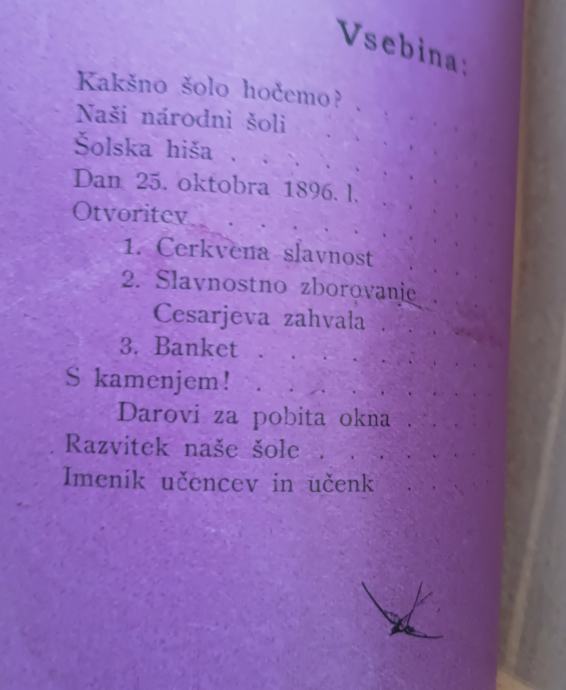 Vsebina:
Kakšno šolo hočemo? . . . . .
Naši národni šoli . . . . .
Šolska hiša . . . . . . . .
Dan 25. oktobra 1896. l. . . . .
Otvoritev . . . . . . . .
1. Cerkvena slavnost . . .
2. Slavnostno zborovanje . .
Cesarjeva zahvala . . . .
3. Banket . . . . . . .
S kamenjem! . . . . . . .
Darovi za pobita okna . . .
Razvitek naše šole . . . . . .
Imenik učencev in učenk . . .